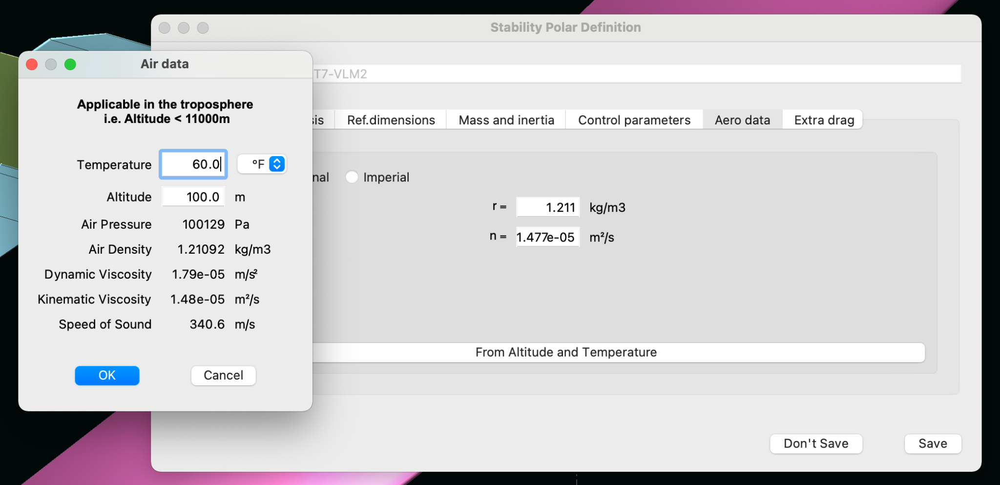 Stability Polar Definition
T7-VLM2
Ref.dimensions
Mass and inertia
Control parameters
Aero data
Extra drag
Imperial
r = 1.211 kg/m3
n = 1.477e-05 m²/s
From Altitude and Temperature
Don't Save
Save
Air data
Applicable in the troposphere
i.e. Altitude < 11000m
Temperature 60.0 °F
Altitude 100.0 m
Air Pressure 100129 Pa
Air Density 1.21092 kg/m3
Dynamic Viscosity 1.79e-05 m/s²
Kinematic Viscosity 1.48e-05 m²/s
Speed of Sound 340.6 m/s
OK
Cancel